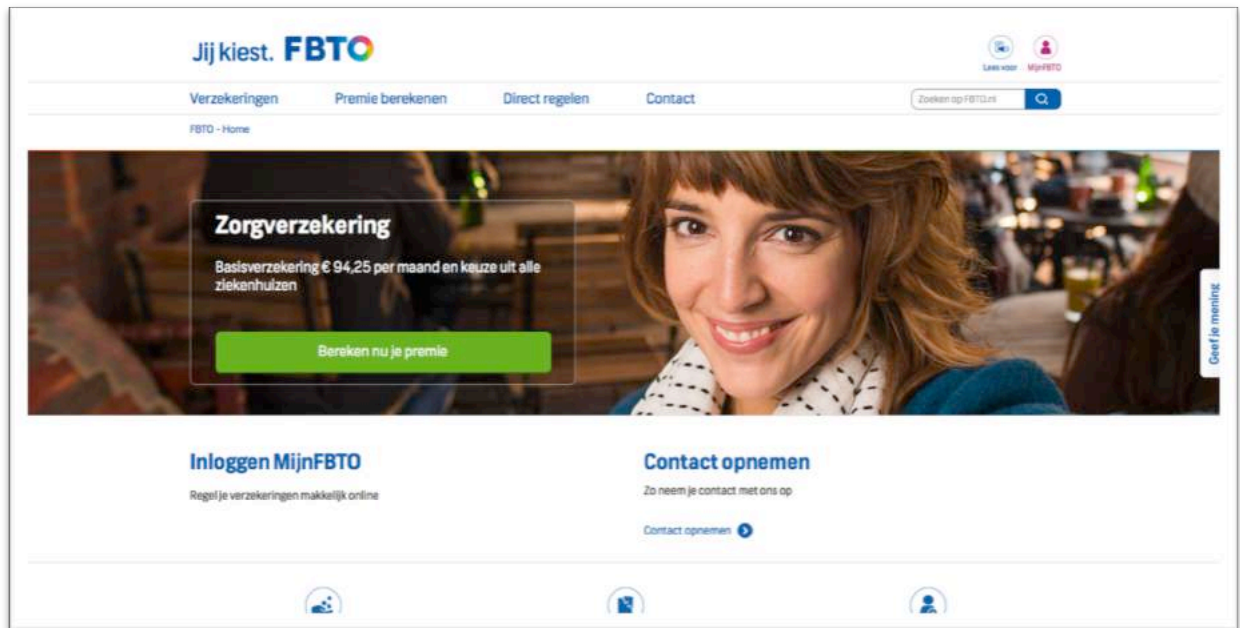 Jij kiest. FBTO
Lees voor MijnFBTO
Verzekeringen Premie berekenen Direct regelen Contact
Zoeken op FBTO.nl
FBTO - Home
Zorgverzekering
Basisverzekering € 94,25 per maand en keuze uit alle
ziekenhuizen
Bereken nu je premie
Geef je mening
Inloggen MijnFBTO
Regel je verzekeringen makkelijk online
Contact opnemen
Zo neem je contact met ons op
Contact opnemen